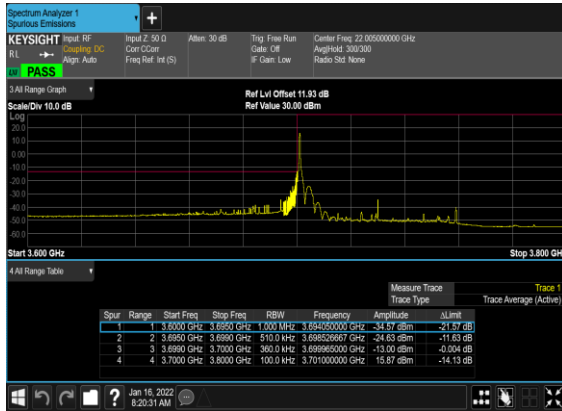 Spectrum Analyzer 1
Spurious Emissions
KEYSIGHT Input: RF Input Z: 50 Ω Atten: 30 dB Trig: Free Run Center Freq: 22.005000000 GHz
RL Coupling: DC Corr CCorr Gate: Off Avg|Hold: 300/300
Align: Auto Freq Ref: Int (S) IF Gain: Low Radio Std: None
PASS
3 All Range Graph
Ref Lvl Offset 11.93 dB
Scale/Div 10.0 dB Ref Value 30.00 dBm
Log
20.0
10.0
0.00
-10.0
-20.0
-30.0
-40.0
-50.0
-60.0
Start 3.600 GHz Stop 3.800 GH
4 All Range Table
Measure Trace Trace 1
Trace Type Trace Average (Active)
Spur Range Start Freq Stop Freq RBW Frequency Amplitude ΔLimit
1 1 3.6000 GHz 3.6950 GHz 1.000 MHz 3.694050000 GHz -34.57 dBm -21.57 dB
2 2 3.6950 GHz 3.6990 GHz 510.0 kHz 3.698526667 GHz -24.63 dBm -11.63 dB
3 3 3.6990 GHz 3.7000 GHz 360.0 kHz 3.699965000 GHz -13.00 dBm -0.004 dB
4 4 3.7000 GHz 3.8000 GHz 100.0 kHz 3.701000000 GHz 15.87 dBm -14.13 dB
? Jan 16, 2022
8:20:31 AM